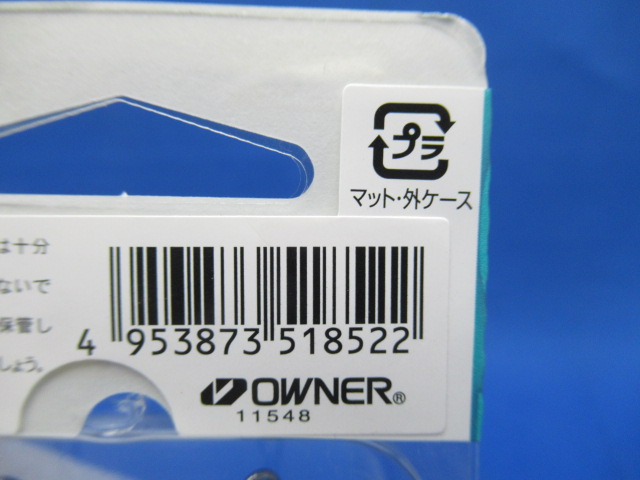 プラ
マット・外ケース
は十分
ないで
保管し
しょう。
4 953873 518522
OWNER®
11548